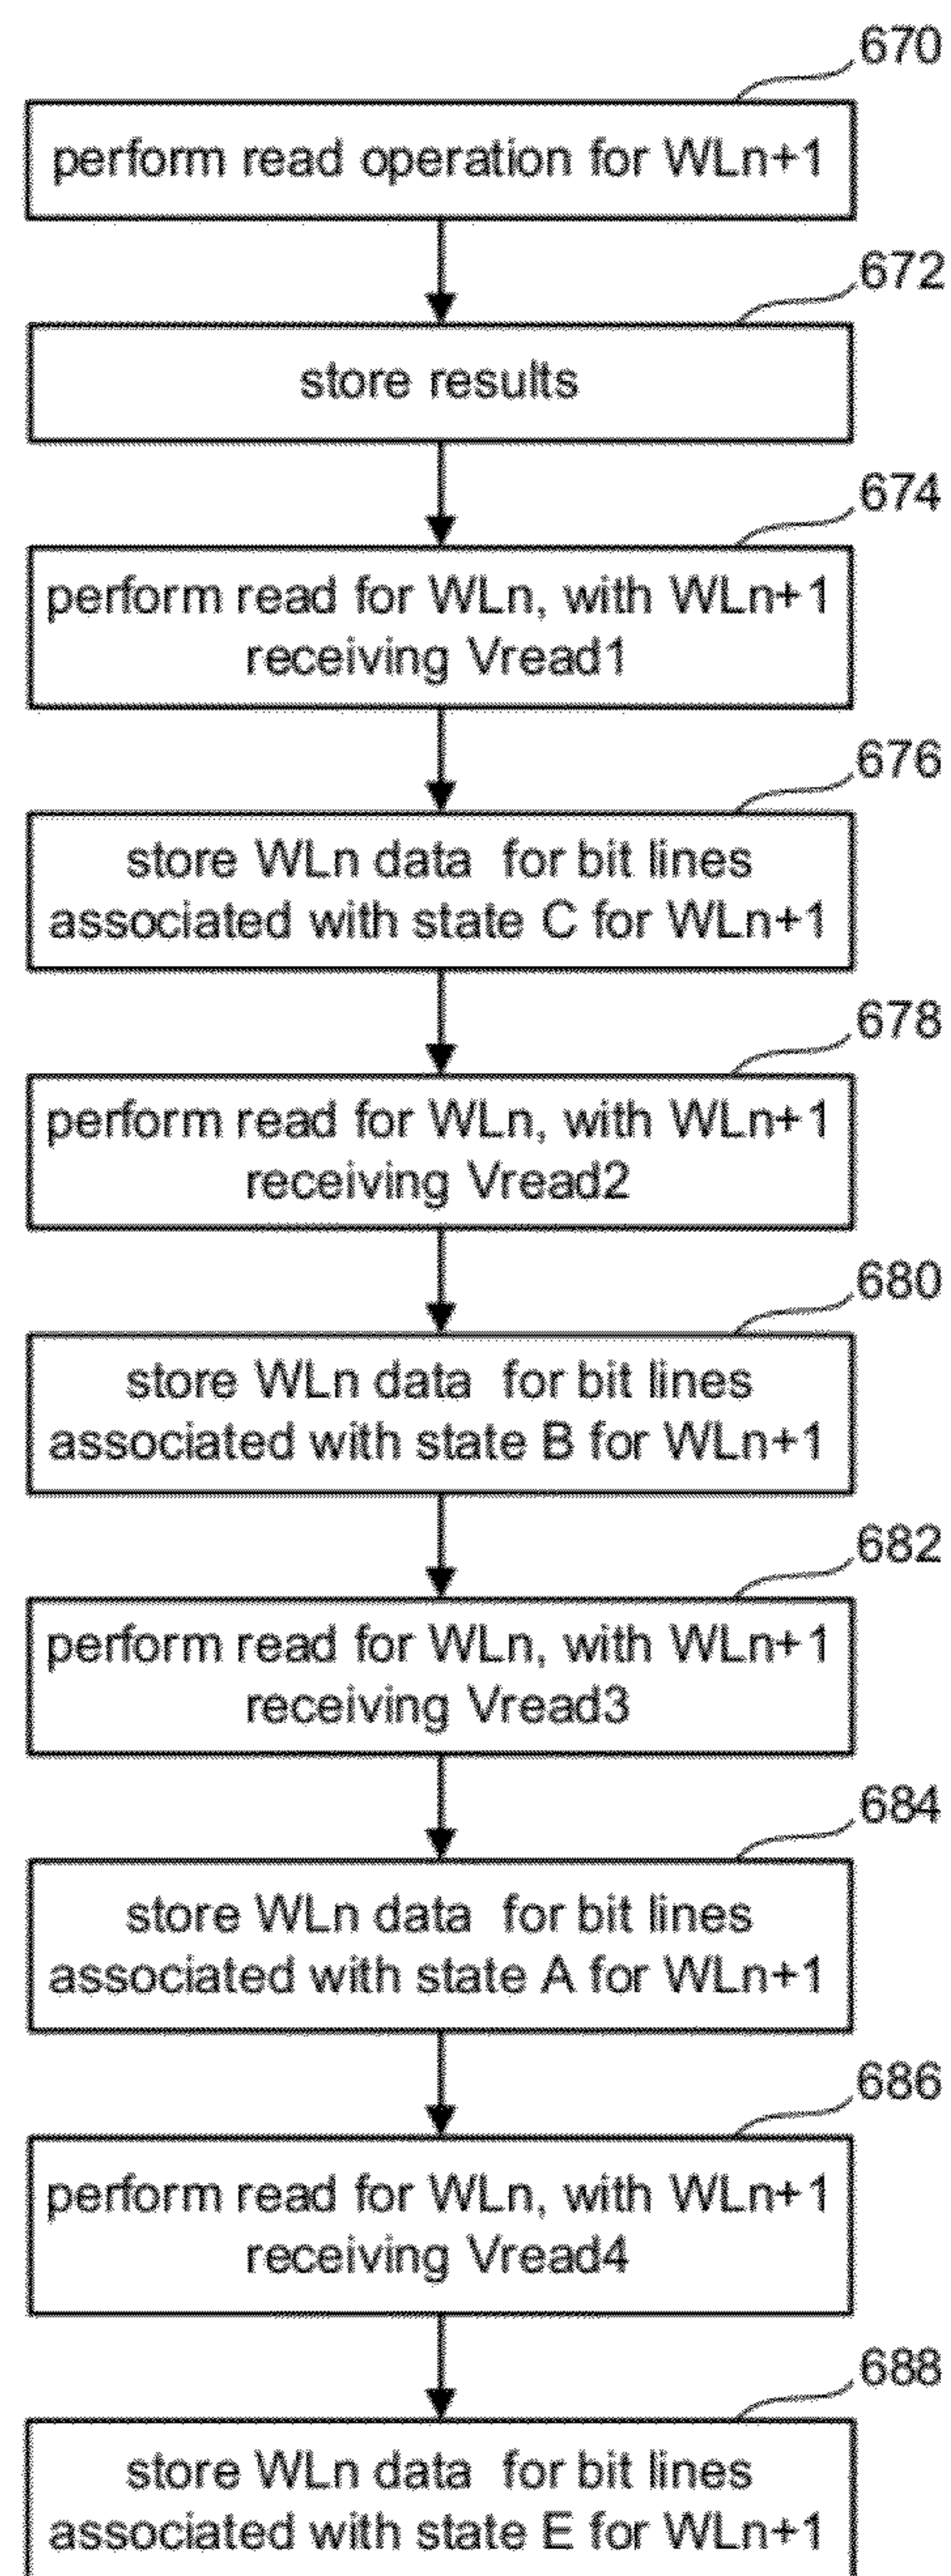 670
perform read operation for WLn+1
672
store results
674
perform read for WLn, with WLn+1
receiving Vread1
676
store WLn data for bit lines
associated with state C for WLn+1
678
perform read for WLn, with WLn+1
receiving Vread2
680
store WLn data for bit lines
associated with state B for WLn+1
682
perform read for WLn, with WLn+1
receiving Vread3
684
store WLn data for bit lines
associated with state A for WLn+1
686
perform read for WLn, with WLn+1
receiving Vread4
688
store WLn data for bit lines
associated with state E for WLn+1